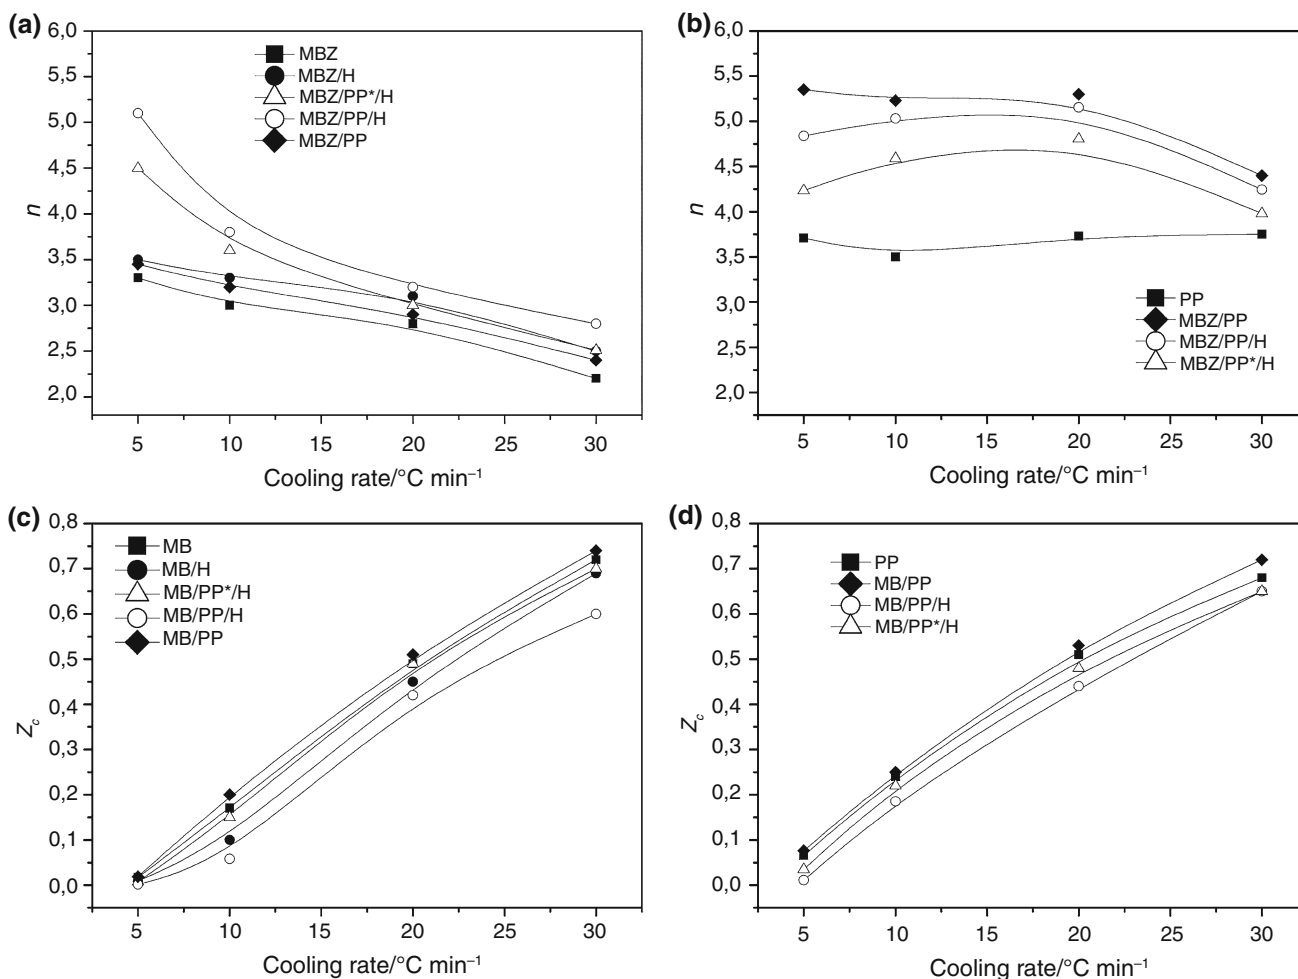 (a)
6,0
5,5
5,0
4,5
4,0
3,5
3,0
2,5
2,0
n
MBZ
MBZ/H
MBZ/PP*/H
MBZ/PP/H
MBZ/PP
5 10 15 20 25 30
Cooling rate/°C min⁻¹
(b)
6,0
5,5
5,0
4,5
4,0
3,5
3,0
2,5
2,0
n
PP
MBZ/PP
MBZ/PP/H
MBZ/PP*/H
5 10 15 20 25 30
Cooling rate/°C min⁻¹
(c)
0,8
0,7
0,6
0,5
0,4
0,3
0,2
0,1
0,0
Zc
MB
MB/H
MB/PP*/H
MB/PP/H
MB/PP
5 10 15 20 25 30
Cooling rate/°C min⁻¹
(d)
0,8
0,7
0,6
0,5
0,4
0,3
0,2
0,1
0,0
Zc
PP
MB/PP
MB/PP/H
MB/PP*/H
5 10 15 20 25 30
Cooling rate/°C min⁻¹